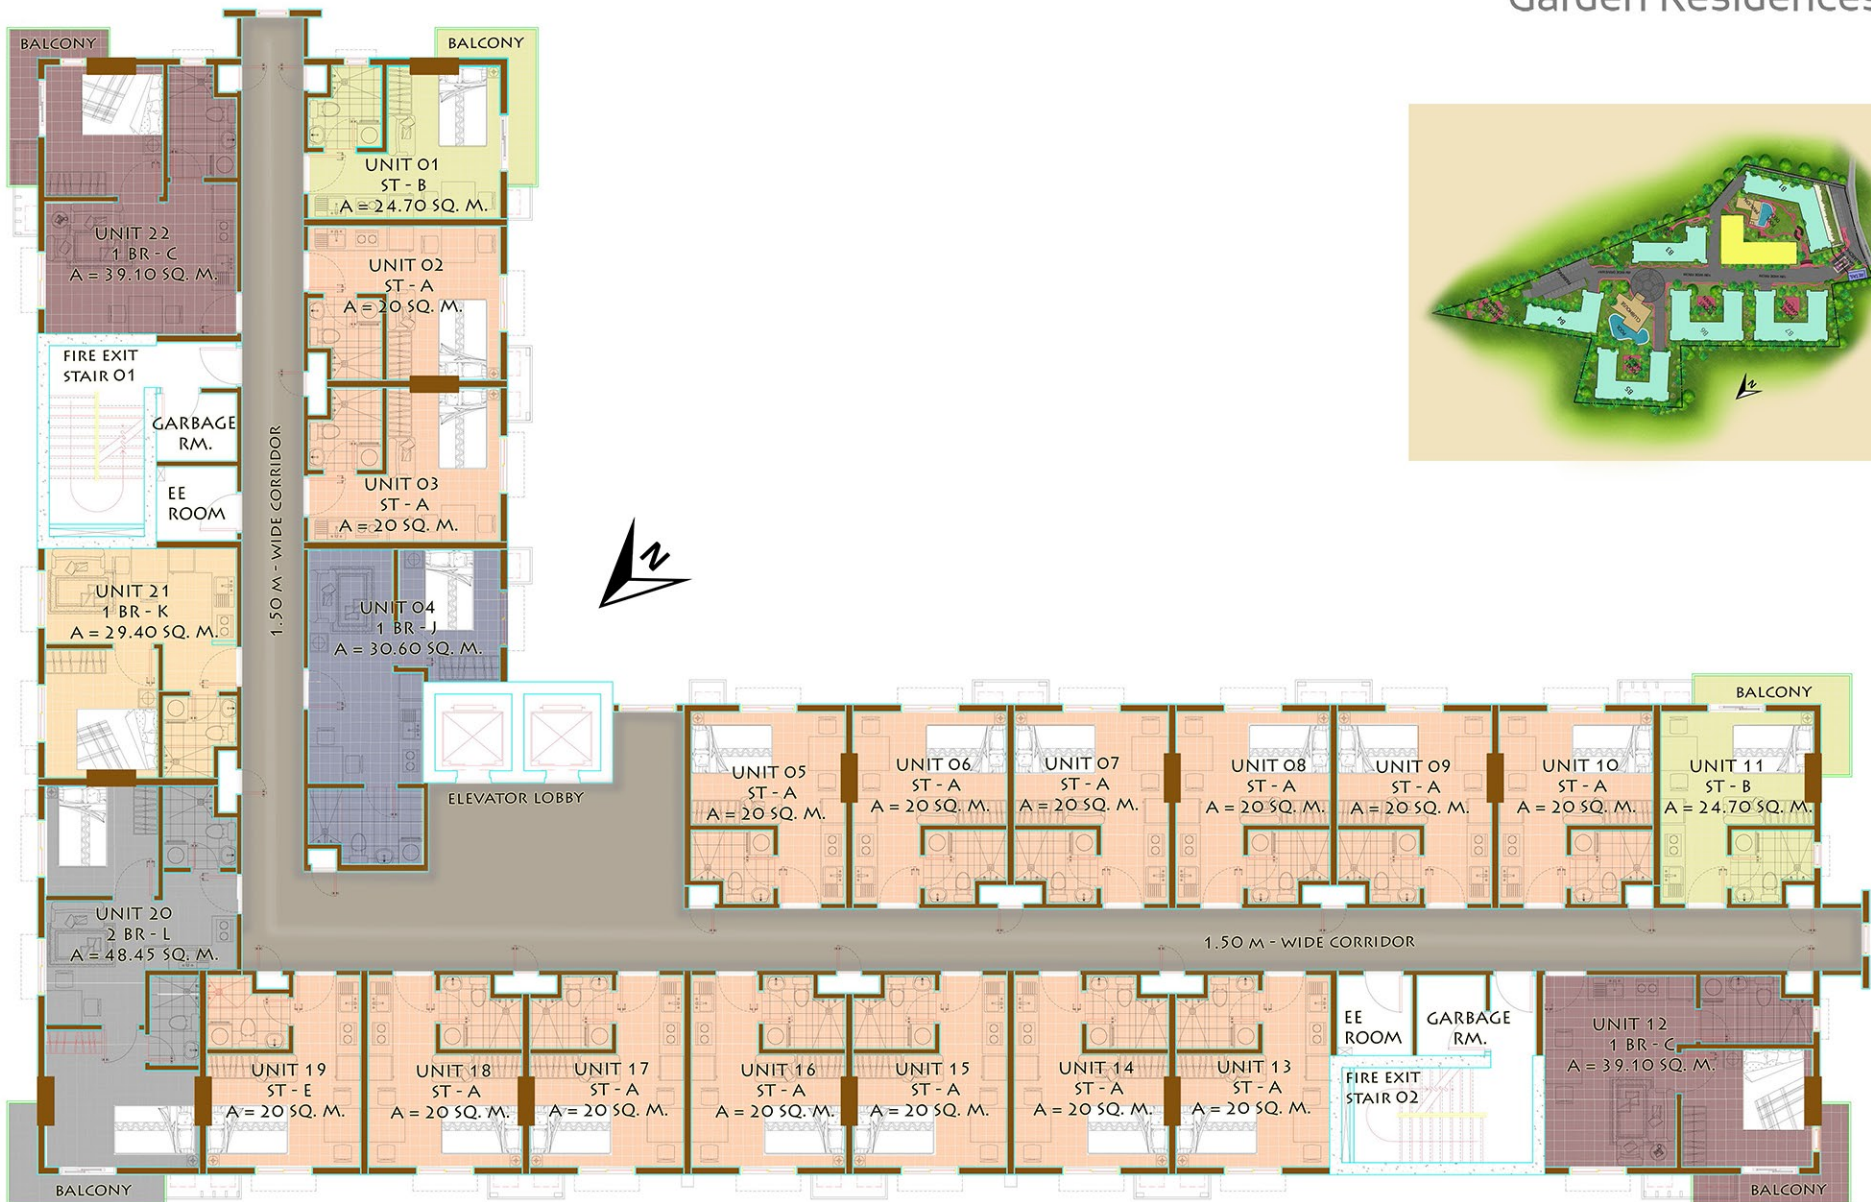 Garden Residences
BALCONY
BALCONY
UNIT 01
ST - B
A = 24.70 SQ. M.
UNIT 22
1 BR - C
A = 39.10 SQ. M.
UNIT 02
ST - A
A = 20 SQ. M.
FIRE EXIT
STAIR 01
GARBAGE
RM.
EE
ROOM
1.50 M - WIDE CORRIDOR
UNIT 03
ST - A
A = 20 SQ. M.
N
UNIT 21
1 BR - K
A = 29.40 SQ. M.
UNIT 04
1 BR - J
A = 30.60 SQ. M.
ELEVATOR LOBBY
BALCONY
UNIT 05
ST - A
A = 20 SQ. M.
UNIT 06
ST - A
A = 20 SQ. M.
UNIT 07
ST - A
A = 20 SQ. M.
UNIT 08
ST - A
A = 20 SQ. M.
UNIT 09
ST - A
A = 20 SQ. M.
UNIT 10
ST - A
A = 20 SQ. M.
UNIT 11
ST - B
A = 24.70 SQ. M.
UNIT 20
2 BR - L
A = 48.45 SQ. M.
1.50 M - WIDE CORRIDOR
UNIT 19
ST - E
A = 20 SQ. M.
UNIT 18
ST - A
A = 20 SQ. M.
UNIT 17
ST - A
A = 20 SQ. M.
UNIT 16
ST - A
A = 20 SQ. M.
UNIT 15
ST - A
A = 20 SQ. M.
UNIT 14
ST - A
A = 20 SQ. M.
UNIT 13
ST - A
A = 20 SQ. M.
EE
ROOM
GARBAGE
RM.
FIRE EXIT
STAIR 02
UNIT 12
1 BR - C
A = 39.10 SQ. M.
BALCONY
BALCONY
B1
B3
B4
B5
B6
B7
N